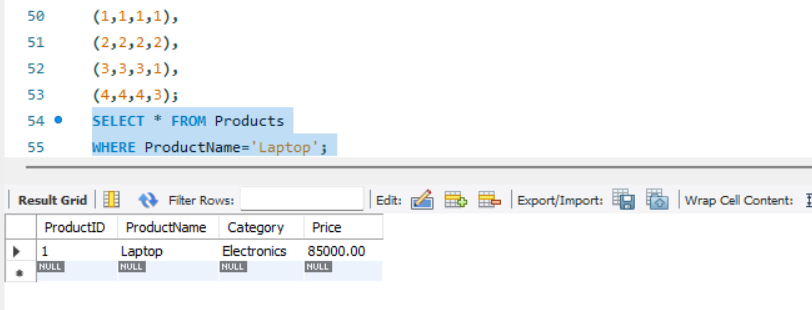 50 (1,1,1,1),
51 (2,2,2,2),
52 (3,3,3,1),
53 (4,4,4,3);
54 SELECT * FROM Products
55 WHERE ProductName='Laptop';
Result Grid Filter Rows: Edit: Export/Import: Wrap Cell Content:
ProductID ProductName Category Price
1 Laptop Electronics 85000.00
NULL NULL NULL NULL